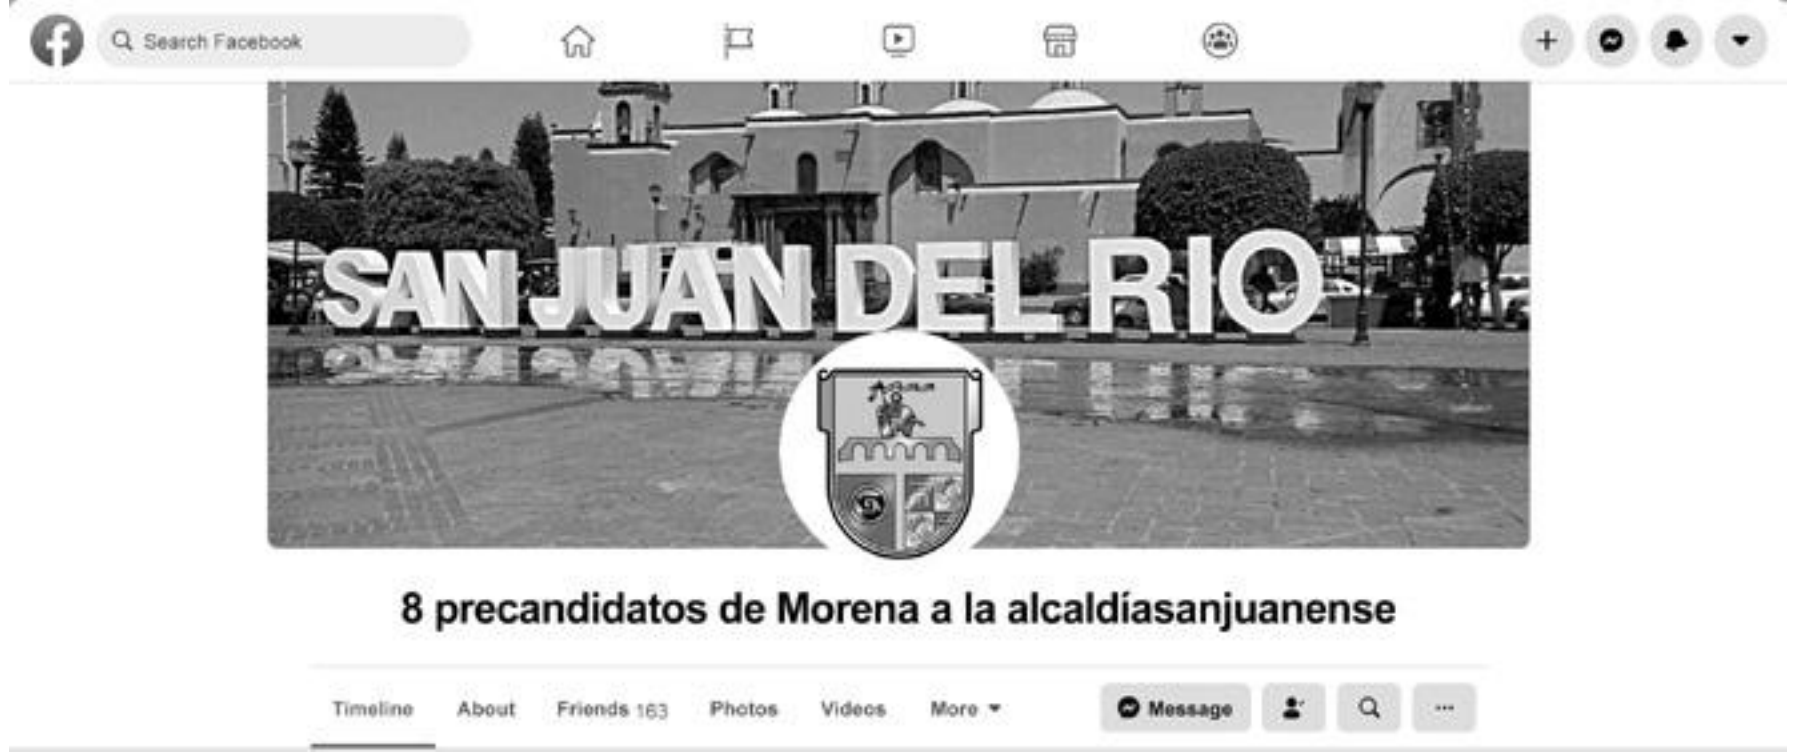 Search Facebook
SAN JUAN DEL RIO
8 precandidatos de Morena a la alcaldíasanjuanense
Timeline About Friends 163 Photos Videos More Message ...